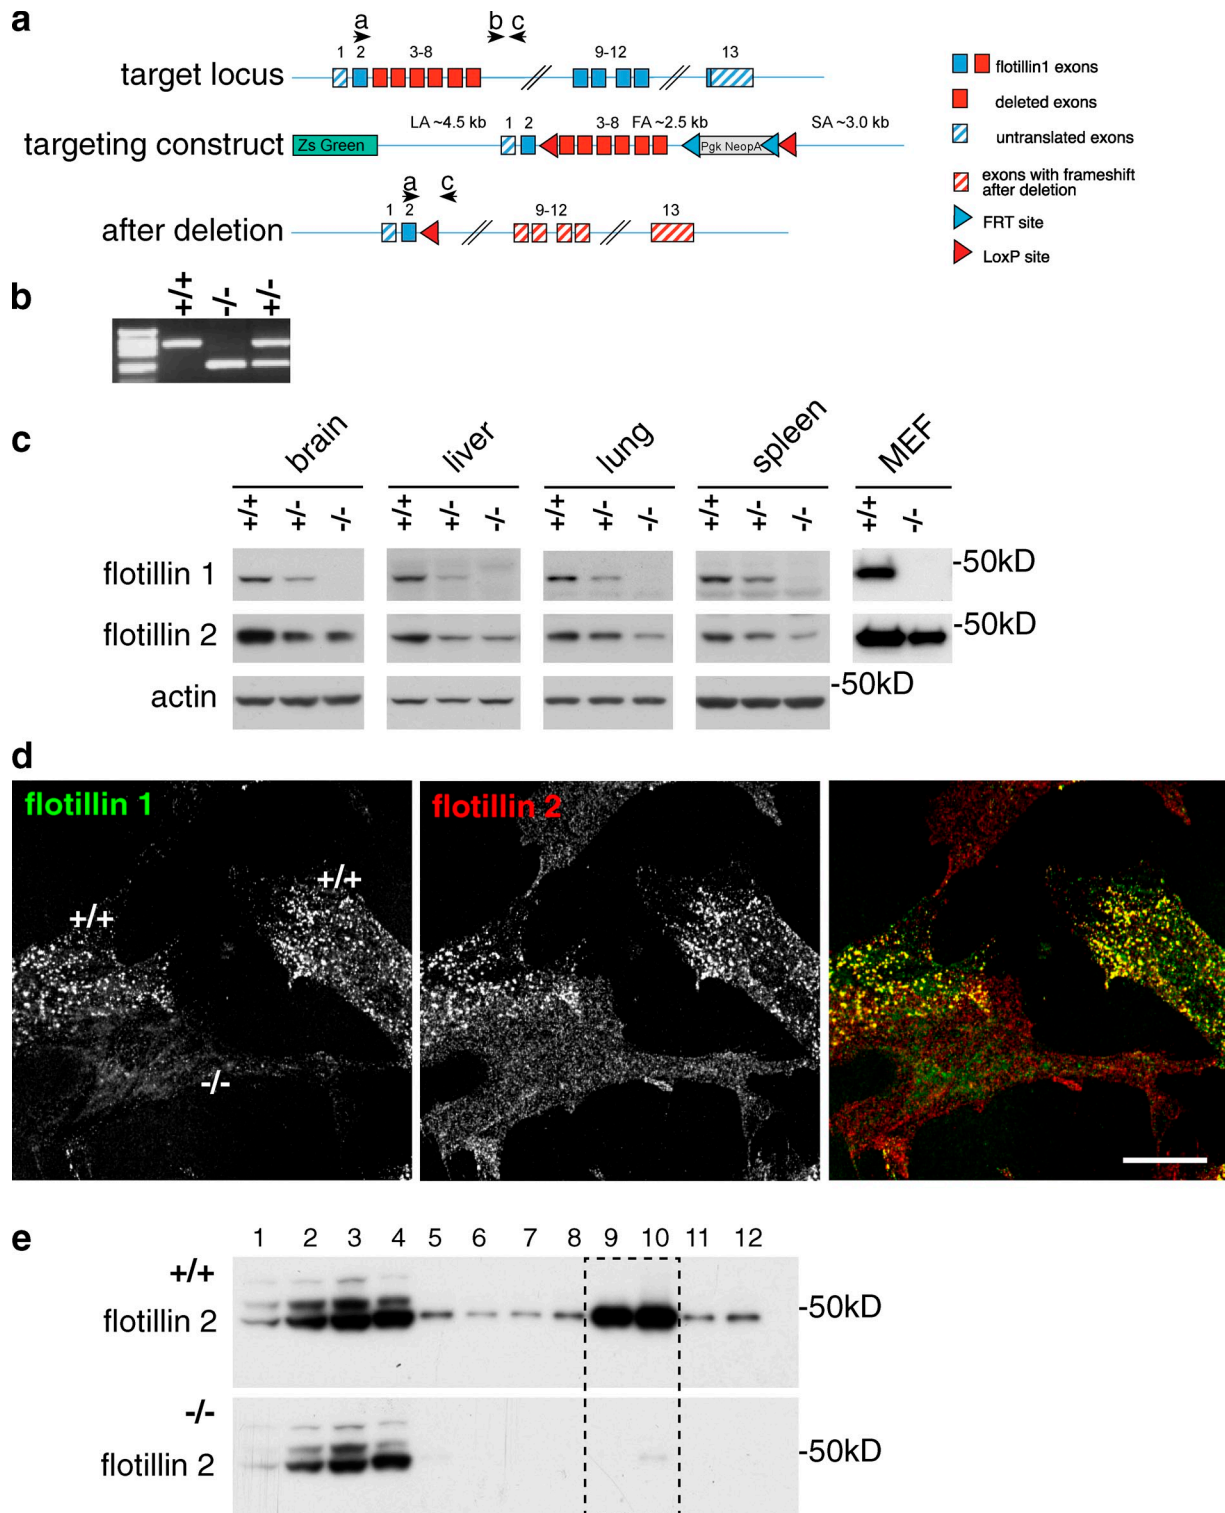 a
a b c
1 2 3-8 9-12 13
target locus
flotillin1 exons
deleted exons
LA ~4.5 kb 1 2 3-8 FA ~2.5 kb SA ~3.0 kb
targeting construct Zs Green Pgk NeopA
untranslated exons
exons with frameshift
after deletion
a c
1 2 9-12 13
after deletion
FRT site
LoxP site
b
+/+ -/- +/-
c
brain liver lung spleen MEF
+/+ +/- -/- +/+ +/- -/- +/+ +/- -/- +/+ +/- -/- +/+ -/-
flotillin 1 -50kD
flotillin 2 -50kD
actin -50kD
d
flotillin 1 flotillin 2
+/+
+/+
-/-
e
1 2 3 4 5 6 7 8 9 10 11 12
+/+
flotillin 2 -50kD
-/-
flotillin 2 -50kD